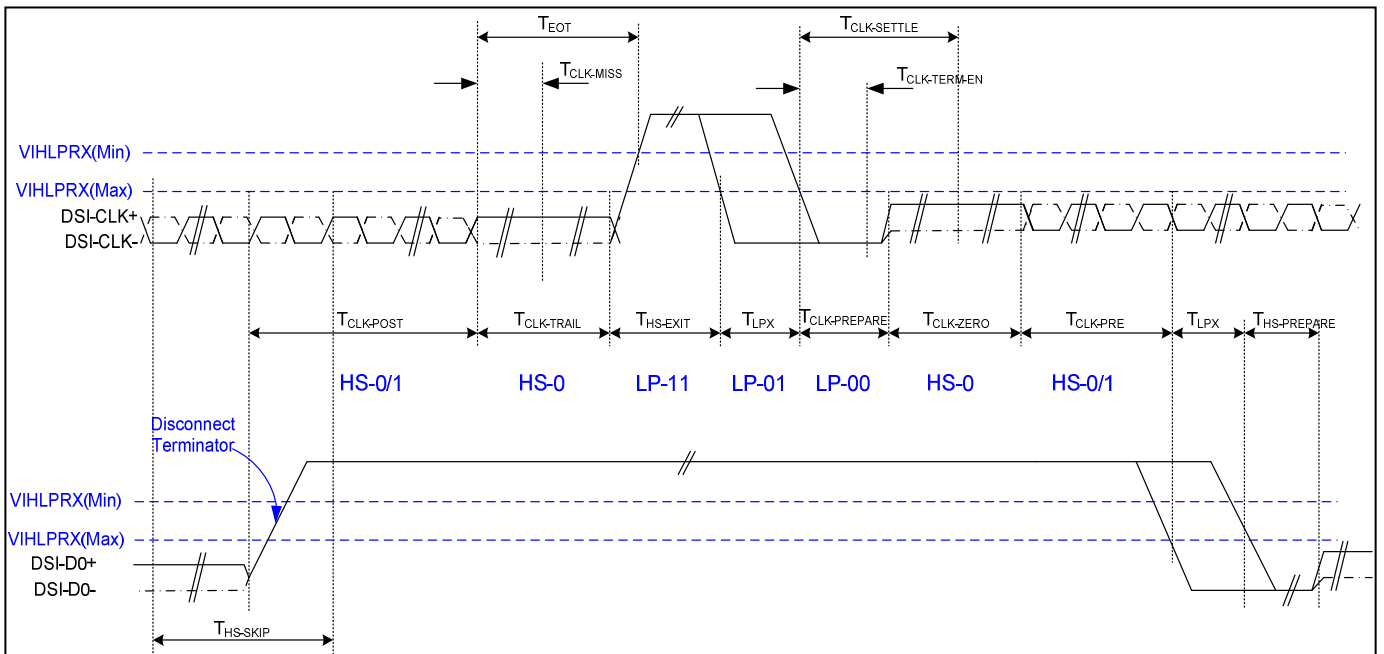 TEOT
TCLK-SETTLE
TCLK-MISS
TCLK-TERM-EN
VIHLPRX(Min)
VIHLPRX(Max)
DSI-CLK+
DSI-CLK-
TCLK-POST
TCLK-TRAIL
THS-EXIT
TLPX
TCLK-PREPARE
TCLK-ZERO
TCLK-PRE
TLPX
THS-PREPARE
HS-0/1
HS-0
LP-11
LP-01
LP-00
HS-0
HS-0/1
Disconnect
Terminator
VIHLPRX(Min)
VIHLPRX(Max)
DSI-D0+
DSI-D0-
THS-SKIP